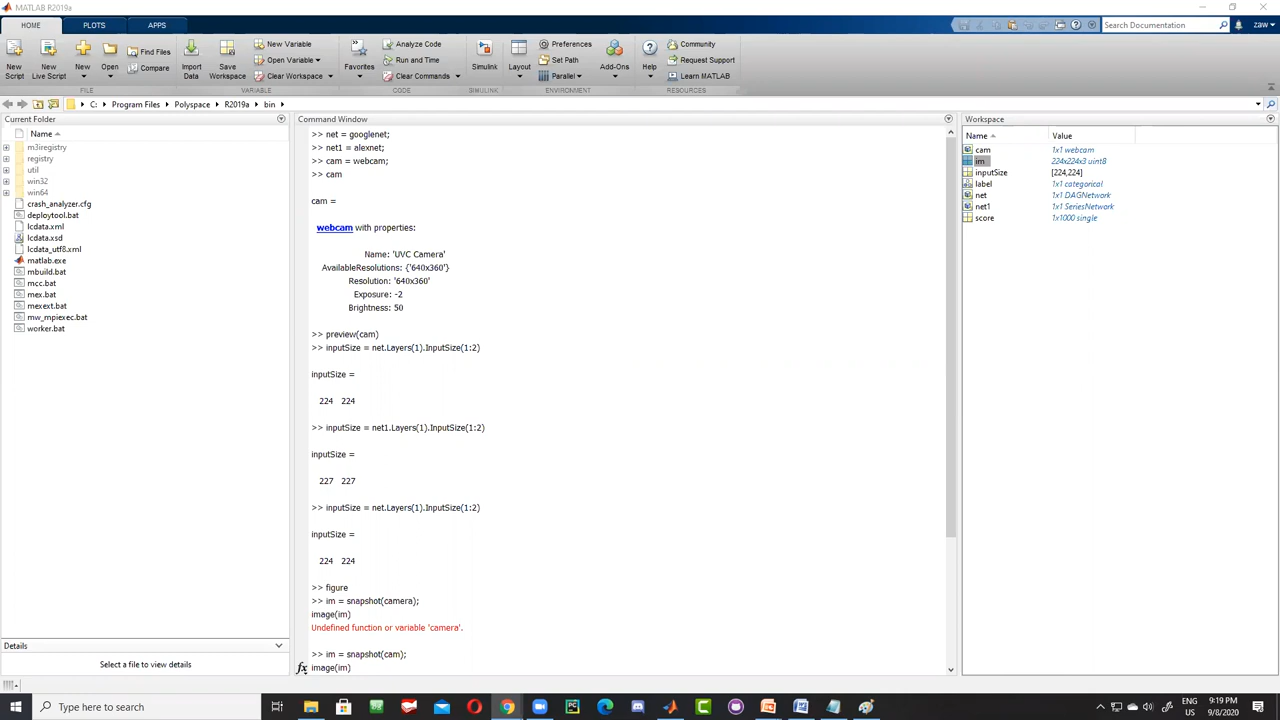 MATLAB R2019a
HOME PLOTS APPS
Search Documentation zaw
New Script
New Live Script
New
Open
Find Files
Compare
FILE
Import Data
Save Workspace
New Variable
Open Variable
Clear Workspace
VARIABLE
Favorites
Analyze Code
Run and Time
Clear Commands
CODE
Simulink
SIMULINK
Layout
Preferences
Set Path
Parallel
Add-Ons
ENVIRONMENT
Help
Community
Request Support
Learn MATLAB
RESOURCES
C: Program Files Polyspace R2019a bin
Current Folder
Name
m3iregistry
registry
util
win32
win64
crash_analyzer.cfg
deploytool.bat
lcdata.xml
lcdata.xsd
lcdata_utf8.xml
matlab.exe
mbuild.bat
mcc.bat
mex.bat
mexext.bat
mw_mpiexec.bat
worker.bat
Details
Select a file to view details
Command Window
>> net = googlenet;
>> net1 = alexnet;
>> cam = webcam;
>> cam
cam =
webcam with properties:
Name: 'UVC Camera'
AvailableResolutions: {'640x360'}
Resolution: '640x360'
Exposure: -2
Brightness: 50
>> preview(cam)
>> inputSize = net.Layers(1).InputSize(1:2)
inputSize =
224 224
>> inputSize = net1.Layers(1).InputSize(1:2)
inputSize =
227 227
>> inputSize = net.Layers(1).InputSize(1:2)
inputSize =
224 224
>> figure
>> im = snapshot(camera);
image(im)
Undefined function or variable 'camera'.
>> im = snapshot(cam);
fx image(im)
Workspace
Name Value
cam 1x1 webcam
im 224x224x3 uint8
inputSize [224,224]
label 1x1 categorical
net 1x1 DAGNetwork
net1 1x1 SeriesNetwork
score 1x1000 single
Type here to search
ENG
US
9:19 PM
9/8/2020